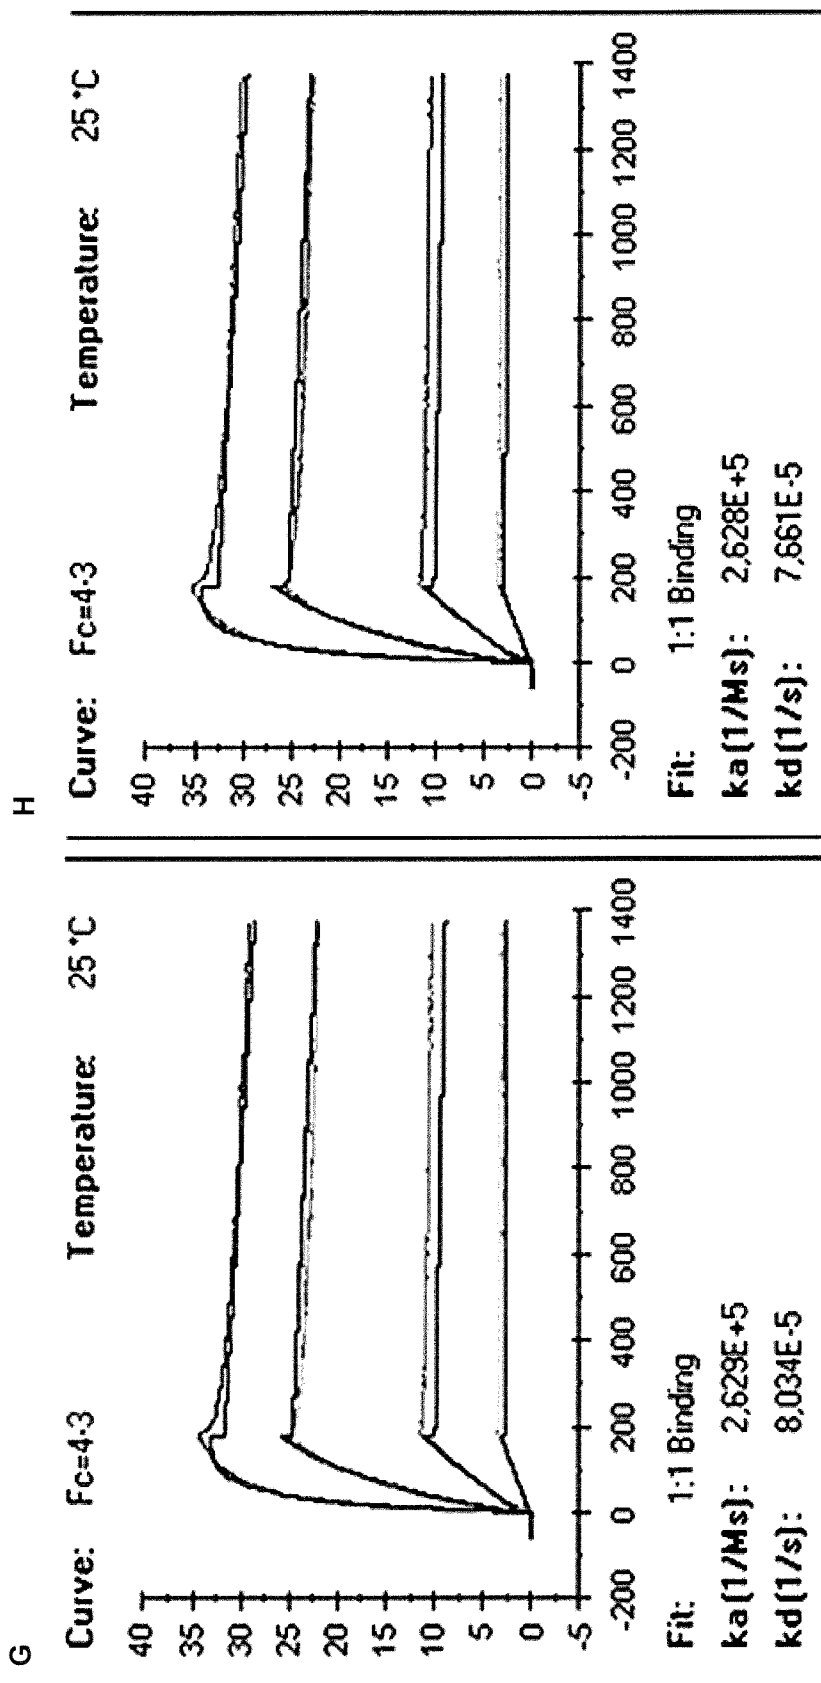 G
Curve: Fc=4-3 Temperature: 25 °C
40
35
30
25
20
15
10
5
0
-5
-200 0 200 400 600 800 1000 1200 1400
Fit: 1:1 Binding
ka (1/Ms): 2,629E+5
kd (1/s): 8,034E-5
H
Curve: Fc=4-3 Temperature: 25 °C
40
35
30
25
20
15
10
5
0
-5
-200 0 200 400 600 800 1000 1200 1400
Fit: 1:1 Binding
ka (1/Ms): 2,628E+5
kd (1/s): 7,661E-5